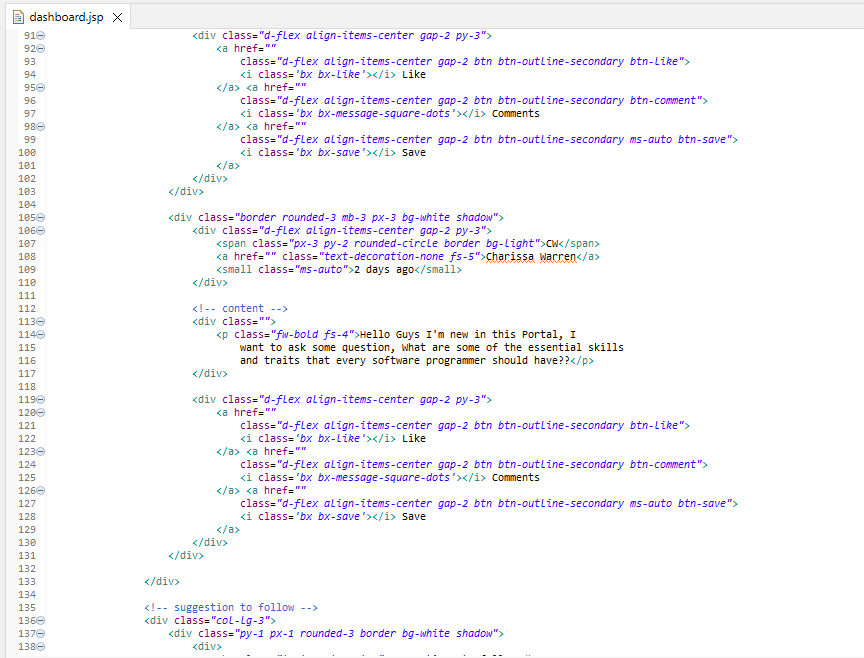 dashboard.jsp
91 <div class="d-flex align-items-center gap-2 py-3">
92 <a href=""
93 class="d-flex align-items-center gap-2 btn btn-outline-secondary btn-like">
94 <i class='bx bx-like'></i> Like
95 </a> <a href=""
96 class="d-flex align-items-center gap-2 btn btn-outline-secondary btn-comment">
97 <i class='bx bx-message-square-dots'></i> Comments
98 </a> <a href=""
99 class="d-flex align-items-center gap-2 btn btn-outline-secondary ms-auto btn-save">
100 <i class='bx bx-save'></i> Save
101 </a>
102 </div>
103 </div>
104
105 <div class="border rounded-3 mb-3 px-3 bg-white shadow">
106 <div class="d-flex align-items-center gap-2 py-3">
107 <span class="px-3 py-2 rounded-circle border bg-light">CW</span>
108 <a href="" class="text-decoration-none fs-5">Charissa Warren</a>
109 <small class="ms-auto">2 days ago</small>
110 </div>
111
112 <!-- content -->
113 <div class="">
114 <p class="fw-bold fs-4">Hello Guys I'm new in this Portal, I
115 want to ask some question, What are some of the essential skills
116 and traits that every software programmer should have??</p>
117 </div>
118
119 <div class="d-flex align-items-center gap-2 py-3">
120 <a href=""
121 class="d-flex align-items-center gap-2 btn btn-outline-secondary btn-like">
122 <i class='bx bx-like'></i> Like
123 </a> <a href=""
124 class="d-flex align-items-center gap-2 btn btn-outline-secondary btn-comment">
125 <i class='bx bx-message-square-dots'></i> Comments
126 </a> <a href=""
127 class="d-flex align-items-center gap-2 btn btn-outline-secondary ms-auto btn-save">
128 <i class='bx bx-save'></i> Save
129 </a>
130 </div>
131 </div>
132
133 </div>
134
135 <!-- suggestion to follow -->
136 <div class="col-lg-3">
137 <div class="py-1 px-1 rounded-3 border bg-white shadow">
138 <div>